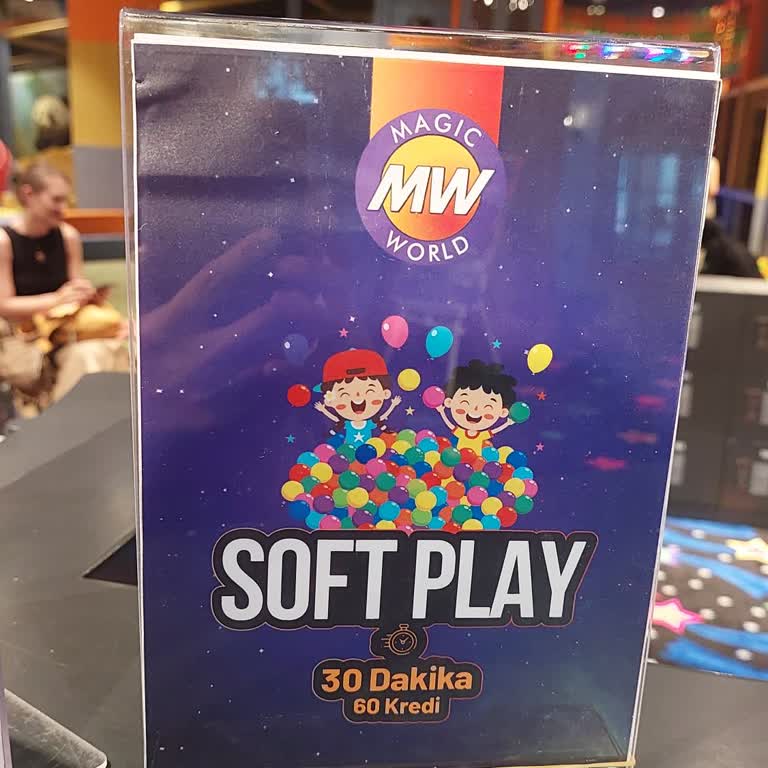 MAGIC
MW
WORLD
SOFT PLAY
30 Dakika
60 Kredi